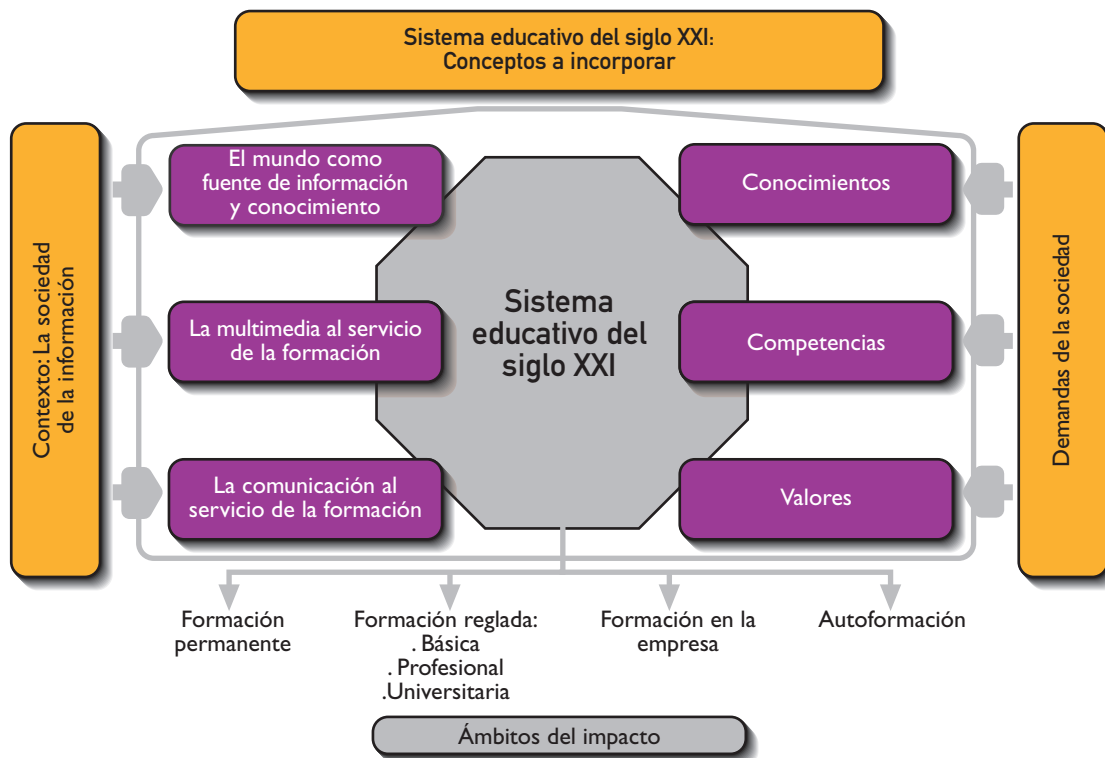 Sistema educativo del siglo XXI:
Conceptos a incorporar
Contexto: La sociedad
de la información
El mundo como
fuente de información
y conocimiento
La multimedia al servicio
de la formación
La comunicación al
servicio de la formación
Sistema
educativo del
siglo XXI
Conocimientos
Competencias
Valores
Demandas de la sociedad
Formación
permanente
Formación reglada:
. Básica
. Profesional
.Universitaria
Formación en la
empresa
Autoformación
Ámbitos del impacto